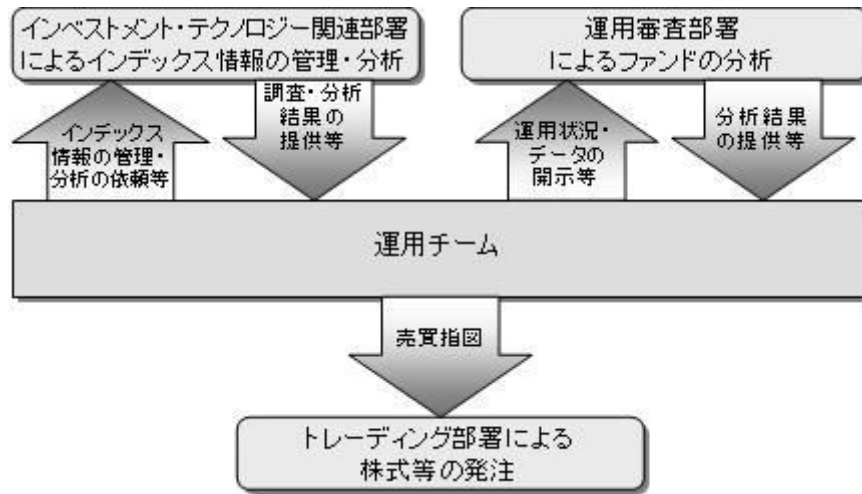 インベストメント・テクノロジー関連部署
によるインデックス情報の管理・分析
運用審査部署
によるファンドの分析
インデックス
情報の管理・
分析の依頼等
調査・分析
結果の
提供等
運用状況・
データの
開示等
分析結果
の提供等
運用チーム
売買指図
トレーディング部署による
株式等の発注